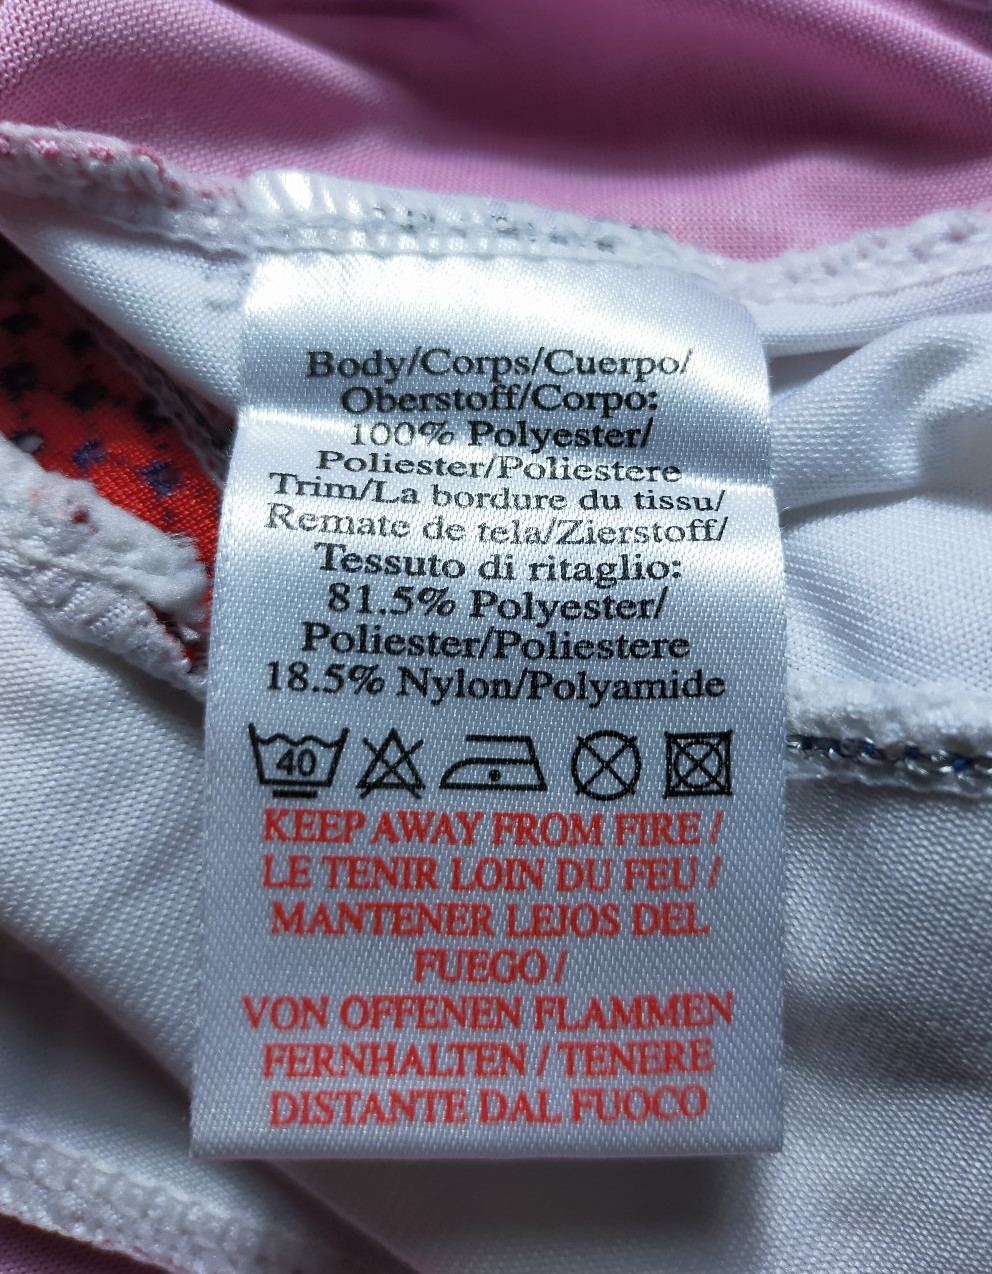 Body/Corps/Cuerpo/
Oberstoff/Corpo:
100% Polyester/
Poliester/Poliestere
Trim/La bordure du tissu/
Remate de tela/Zierstoff/
Tessuto di ritaglio:
81.5% Polyester/
Poliester/Poliestere
18.5% Nylon/Polyamide
40
KEEP AWAY FROM FIRE /
LE TENIR LOIN DU FEU /
MANTENER LEJOS DEL
FUEGO /
VON OFFENEN FLAMMEN
FERNHALTEN / TENERE
DISTANTE DAL FUOCO